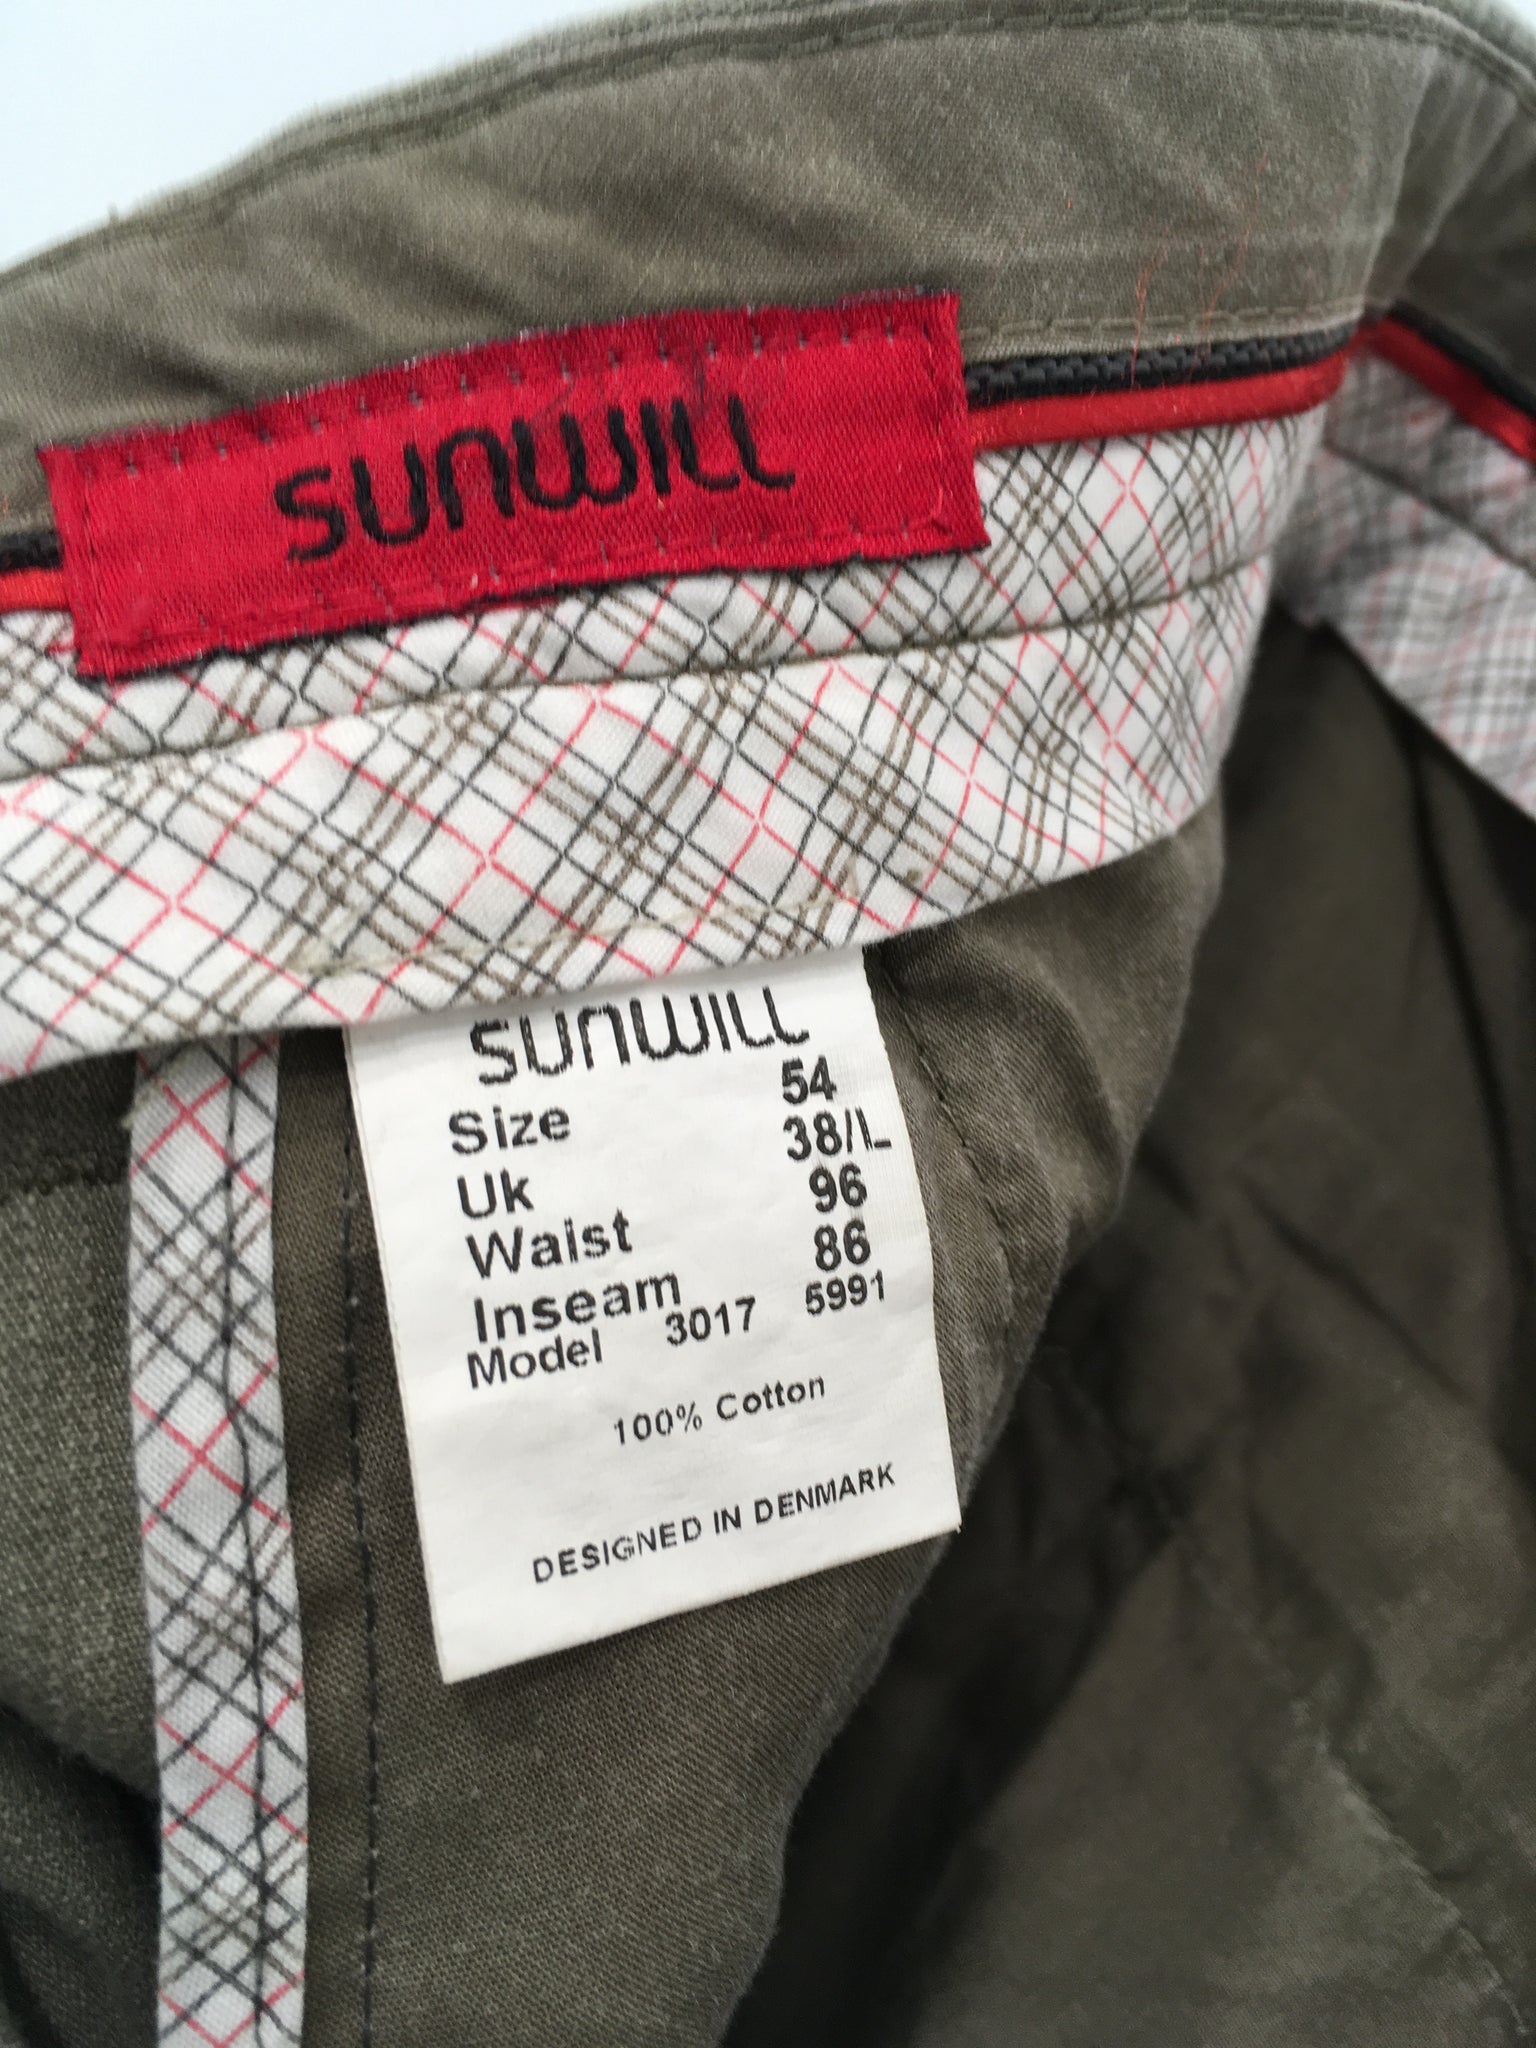 SUNWILL
SUNWILL
Size 54
Uk 38/L
Waist 96
Inseam 86
Model 3017 5991
100% Cotton
DESIGNED IN DENMARK